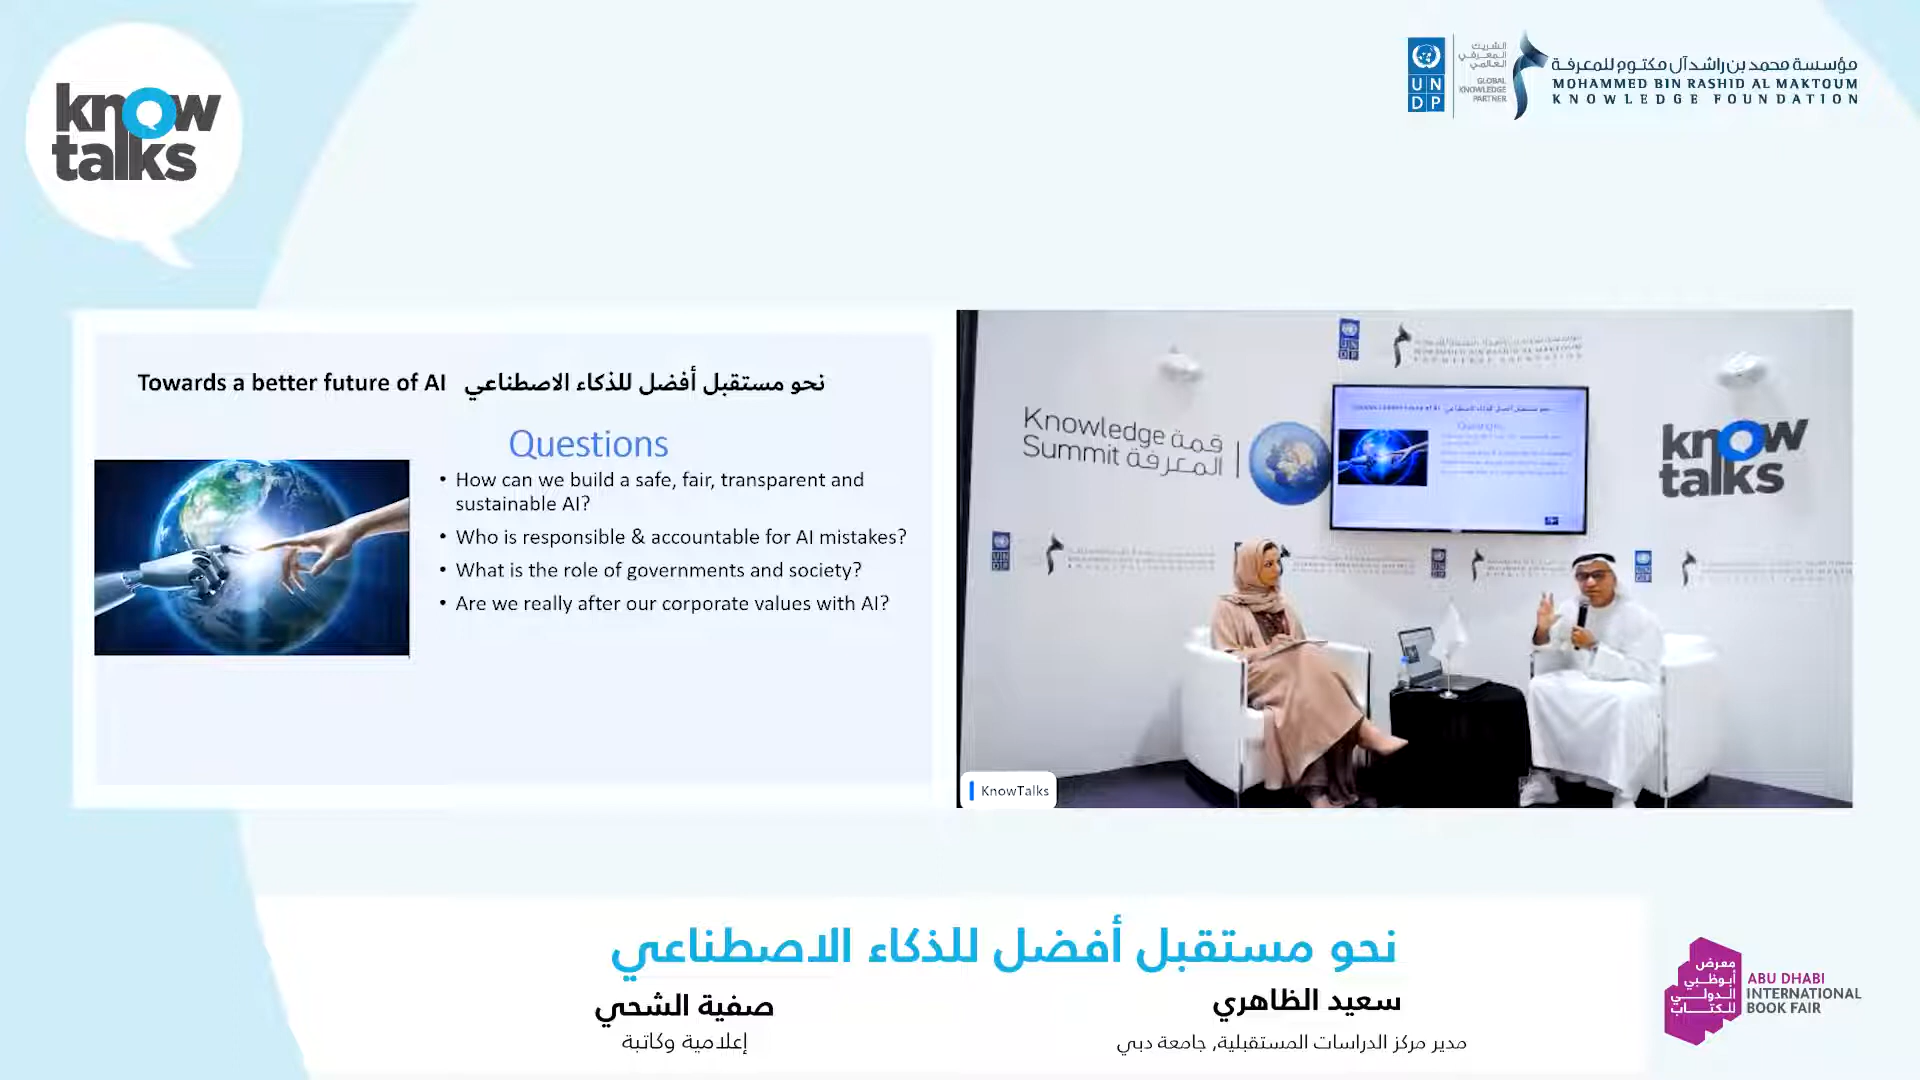 know
talks
UN
DP
الشريك
المعرفي
العالمي
GLOBAL
KNOWLEDGE
PARTNER
مؤسسة محمد بن راشد آل مكتوم للمعرفة
MOHAMMED BIN RASHID AL MAKTOUM
KNOWLEDGE FOUNDATION
Towards a better future of AI نحو مستقبل أفضل للذكاء الاصطناعي
Questions
• How can we build a safe, fair, transparent and
sustainable AI?
• Who is responsible & accountable for AI mistakes?
• What is the role of governments and society?
• Are we really after our corporate values with AI?
Knowledge قمة
Summit المعرفة
know
talks
KnowTalks
نحو مستقبل أفضل للذكاء الاصطناعي
سعيد الظاهري
مدير مركز الدراسات المستقبلية, جامعة دبي
صفية الشحي
إعلامية وكاتبة
معرض
أبوظبي
الدولي
للكتاب
ABU DHABI
INTERNATIONAL
BOOK FAIR